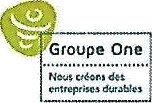 Groupe One
Nous créons des
entreprises durables